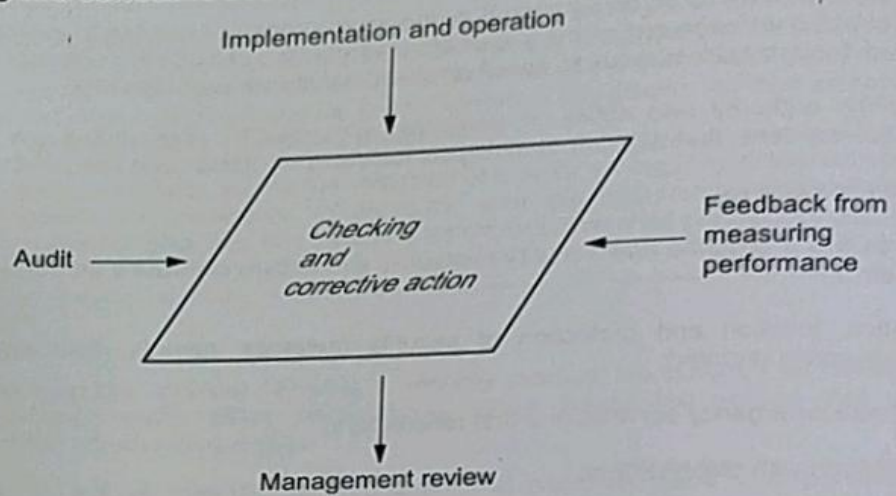 Implementation and operation
Checking
and
corrective action
Audit
Feedback from
measuring
performance
Management review